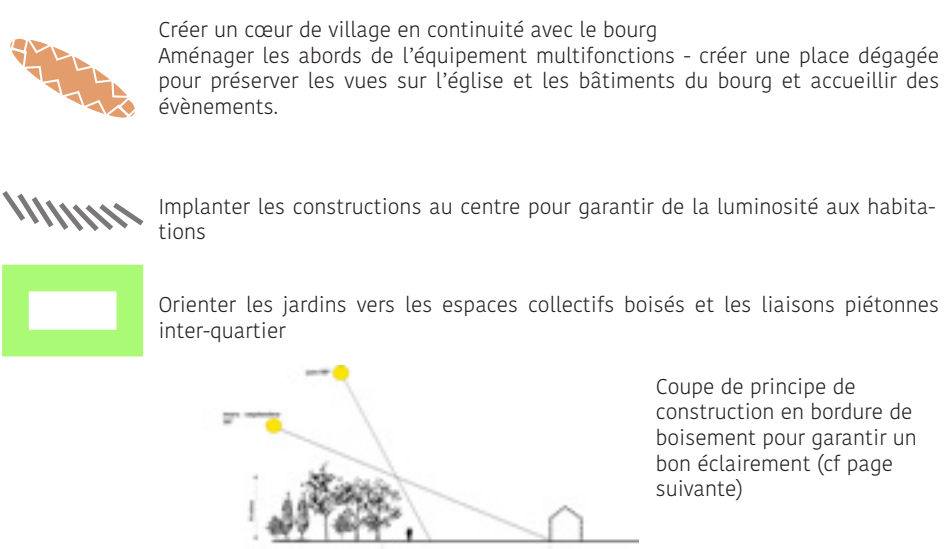 Créer un cœur de village en continuité avec le bourg
Aménager les abords de l'équipement multifonctions - créer une place dégagée
pour préserver les vues sur l'église et les bâtiments du bourg et accueillir des
évènements.
Implanter les constructions au centre pour garantir de la luminosité aux habita-
tions
Orienter les jardins vers les espaces collectifs boisés et les liaisons piétonnes
inter-quartier
Coupe de principe de
construction en bordure de
boisement pour garantir un
bon éclairement (cf page
suivante)